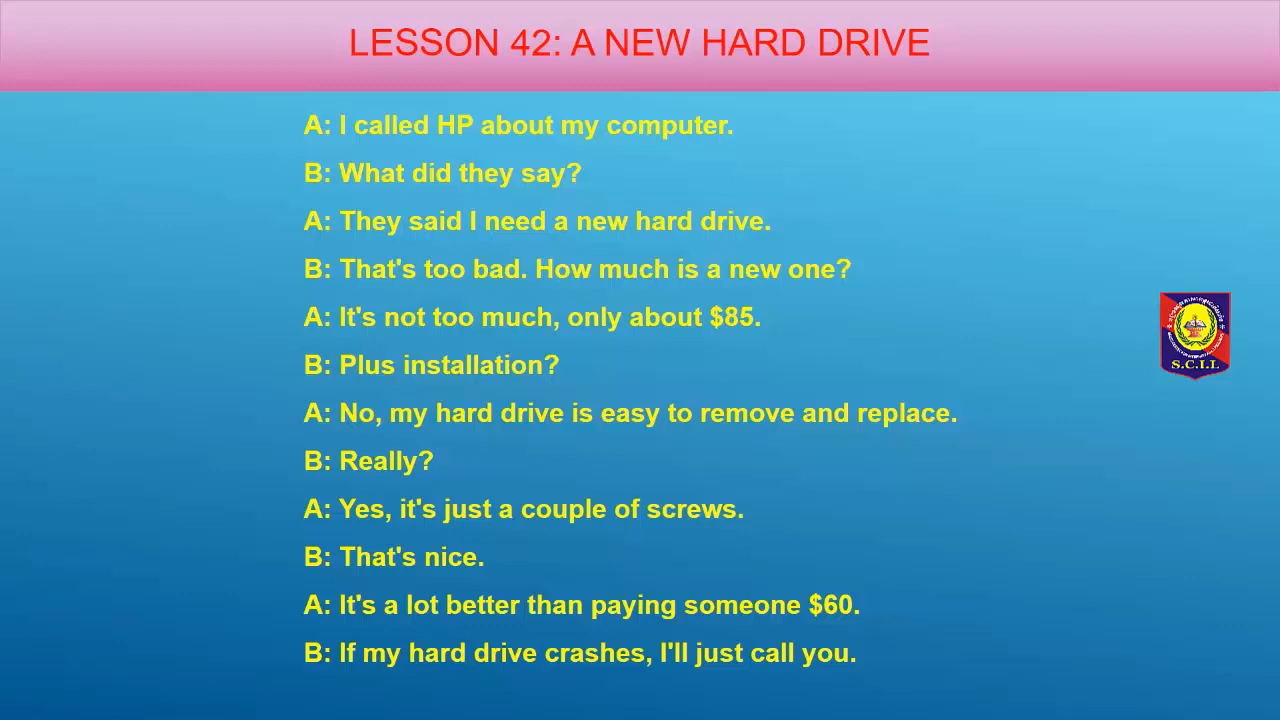 LESSON 42: A NEW HARD DRIVE
A: I called HP about my computer.
B: What did they say?
A: They said I need a new hard drive.
B: That's too bad. How much is a new one?
A: It's not too much, only about $85.
B: Plus installation?
A: No, my hard drive is easy to remove and replace.
B: Really?
A: Yes, it's just a couple of screws.
B: That's nice.
A: It's a lot better than paying someone $60.
B: If my hard drive crashes, I'll just call you.
S.C.I.L